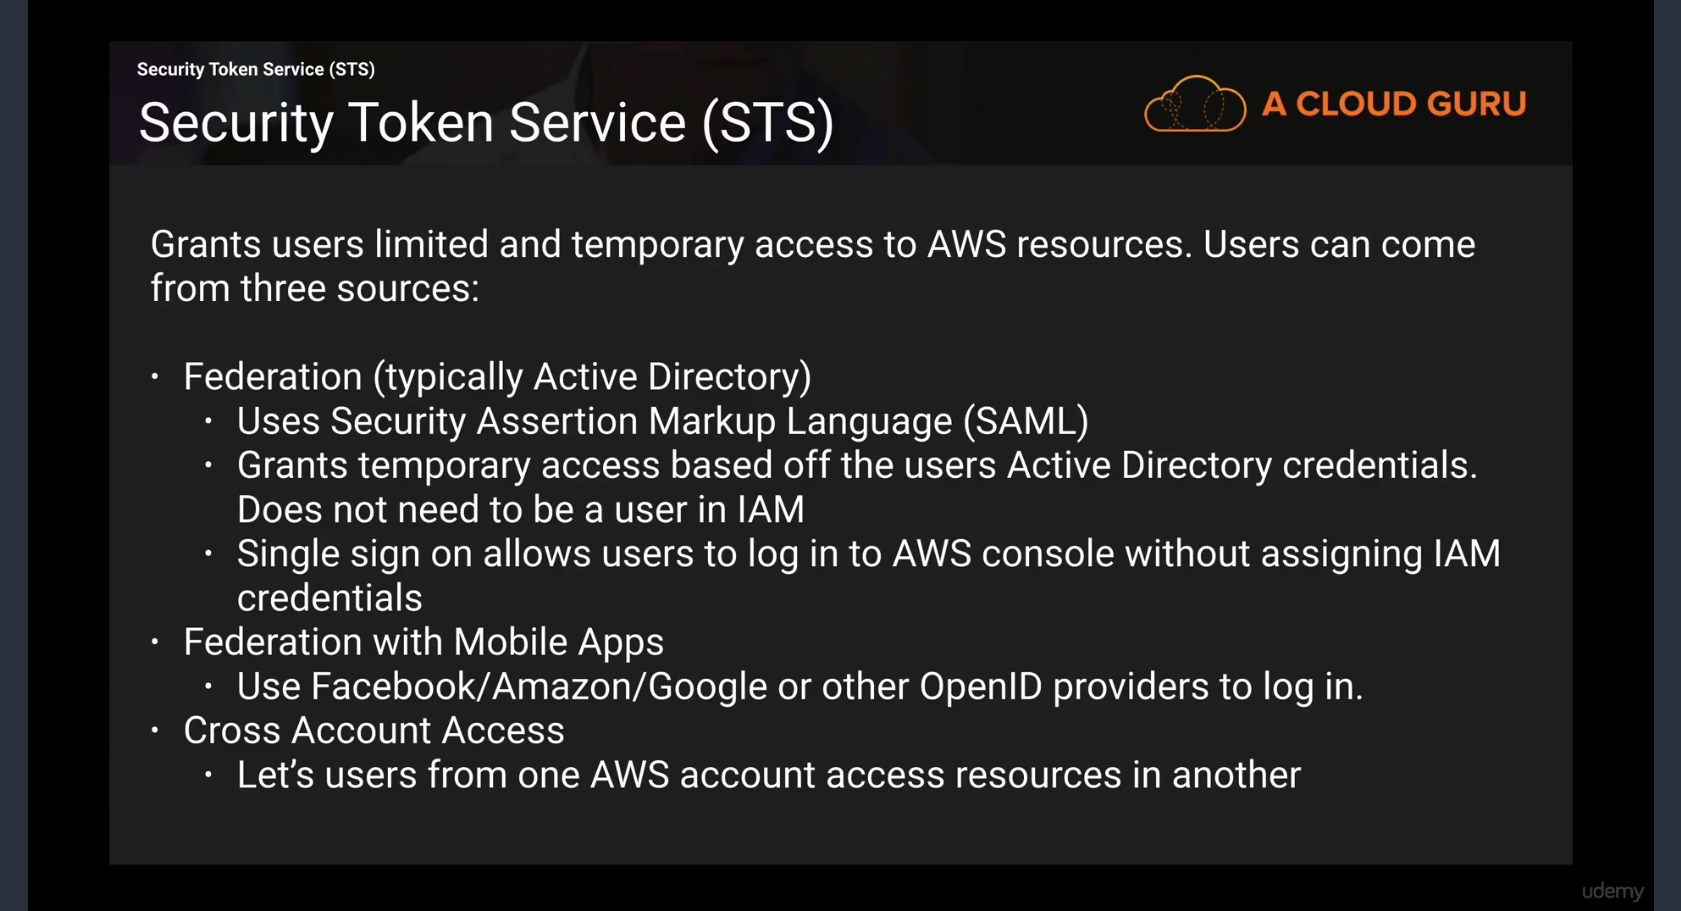 Security Token Service (STS)
Security Token Service (STS)
A CLOUD GURU
Grants users limited and temporary access to AWS resources. Users can come
from three sources:
• Federation (typically Active Directory)
• Uses Security Assertion Markup Language (SAML)
• Grants temporary access based off the users Active Directory credentials.
Does not need to be a user in IAM
• Single sign on allows users to log in to AWS console without assigning IAM
credentials
• Federation with Mobile Apps
• Use Facebook/Amazon/Google or other OpenID providers to log in.
• Cross Account Access
• Let’s users from one AWS account access resources in another
udemy